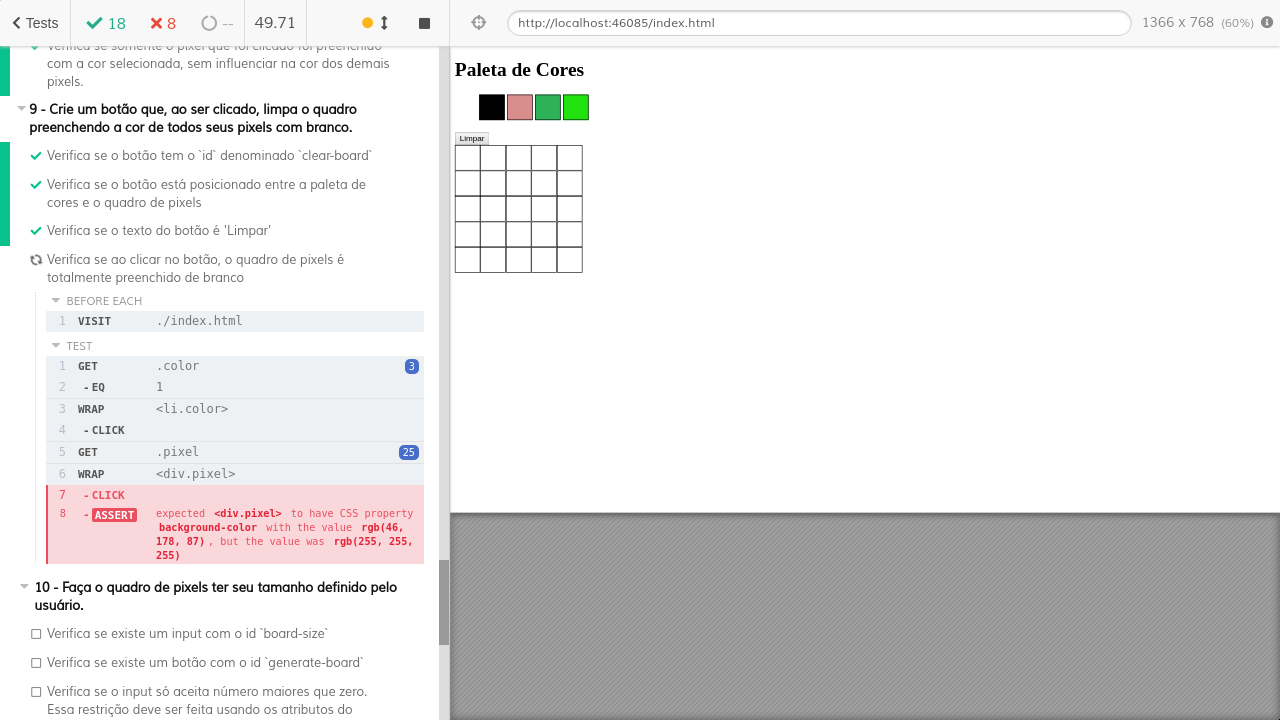 Tests
18
8
--
49.71
http://localhost:46085/index.html
1366 x 768 (60%)
Verifica se somente o pixel que foi clicado foi preenchido
com a cor selecionada, sem influenciar na cor dos demais
pixels.
9 - Crie um botão que, ao ser clicado, limpa o quadro
preenchendo a cor de todos seus pixels com branco.
Verifica se o botão tem o `id` denominado `clear-board`
Verifica se o botão está posicionado entre a paleta de
cores e o quadro de pixels
Verifica se o texto do botão é 'Limpar'
Verifica se ao clicar no botão, o quadro de pixels é
totalmente preenchido de branco
BEFORE EACH
1 VISIT ./index.html
TEST
1 GET .color 3
2 - EQ 1
3 WRAP <li.color>
4 - CLICK
5 GET .pixel 25
6 WRAP <div.pixel>
7 - CLICK
8 - ASSERT expected <div.pixel> to have CSS property
background-color with the value rgb(46,
178, 87) , but the value was rgb(255, 255,
255)
10 - Faça o quadro de pixels ter seu tamanho definido pelo
usuário.
Verifica se existe um input com o id `board-size`
Verifica se existe um botão com o id `generate-board`
Verifica se o input só aceita número maiores que zero.
Essa restrição deve ser feita usando os atributos do
Paleta de Cores
Limpar